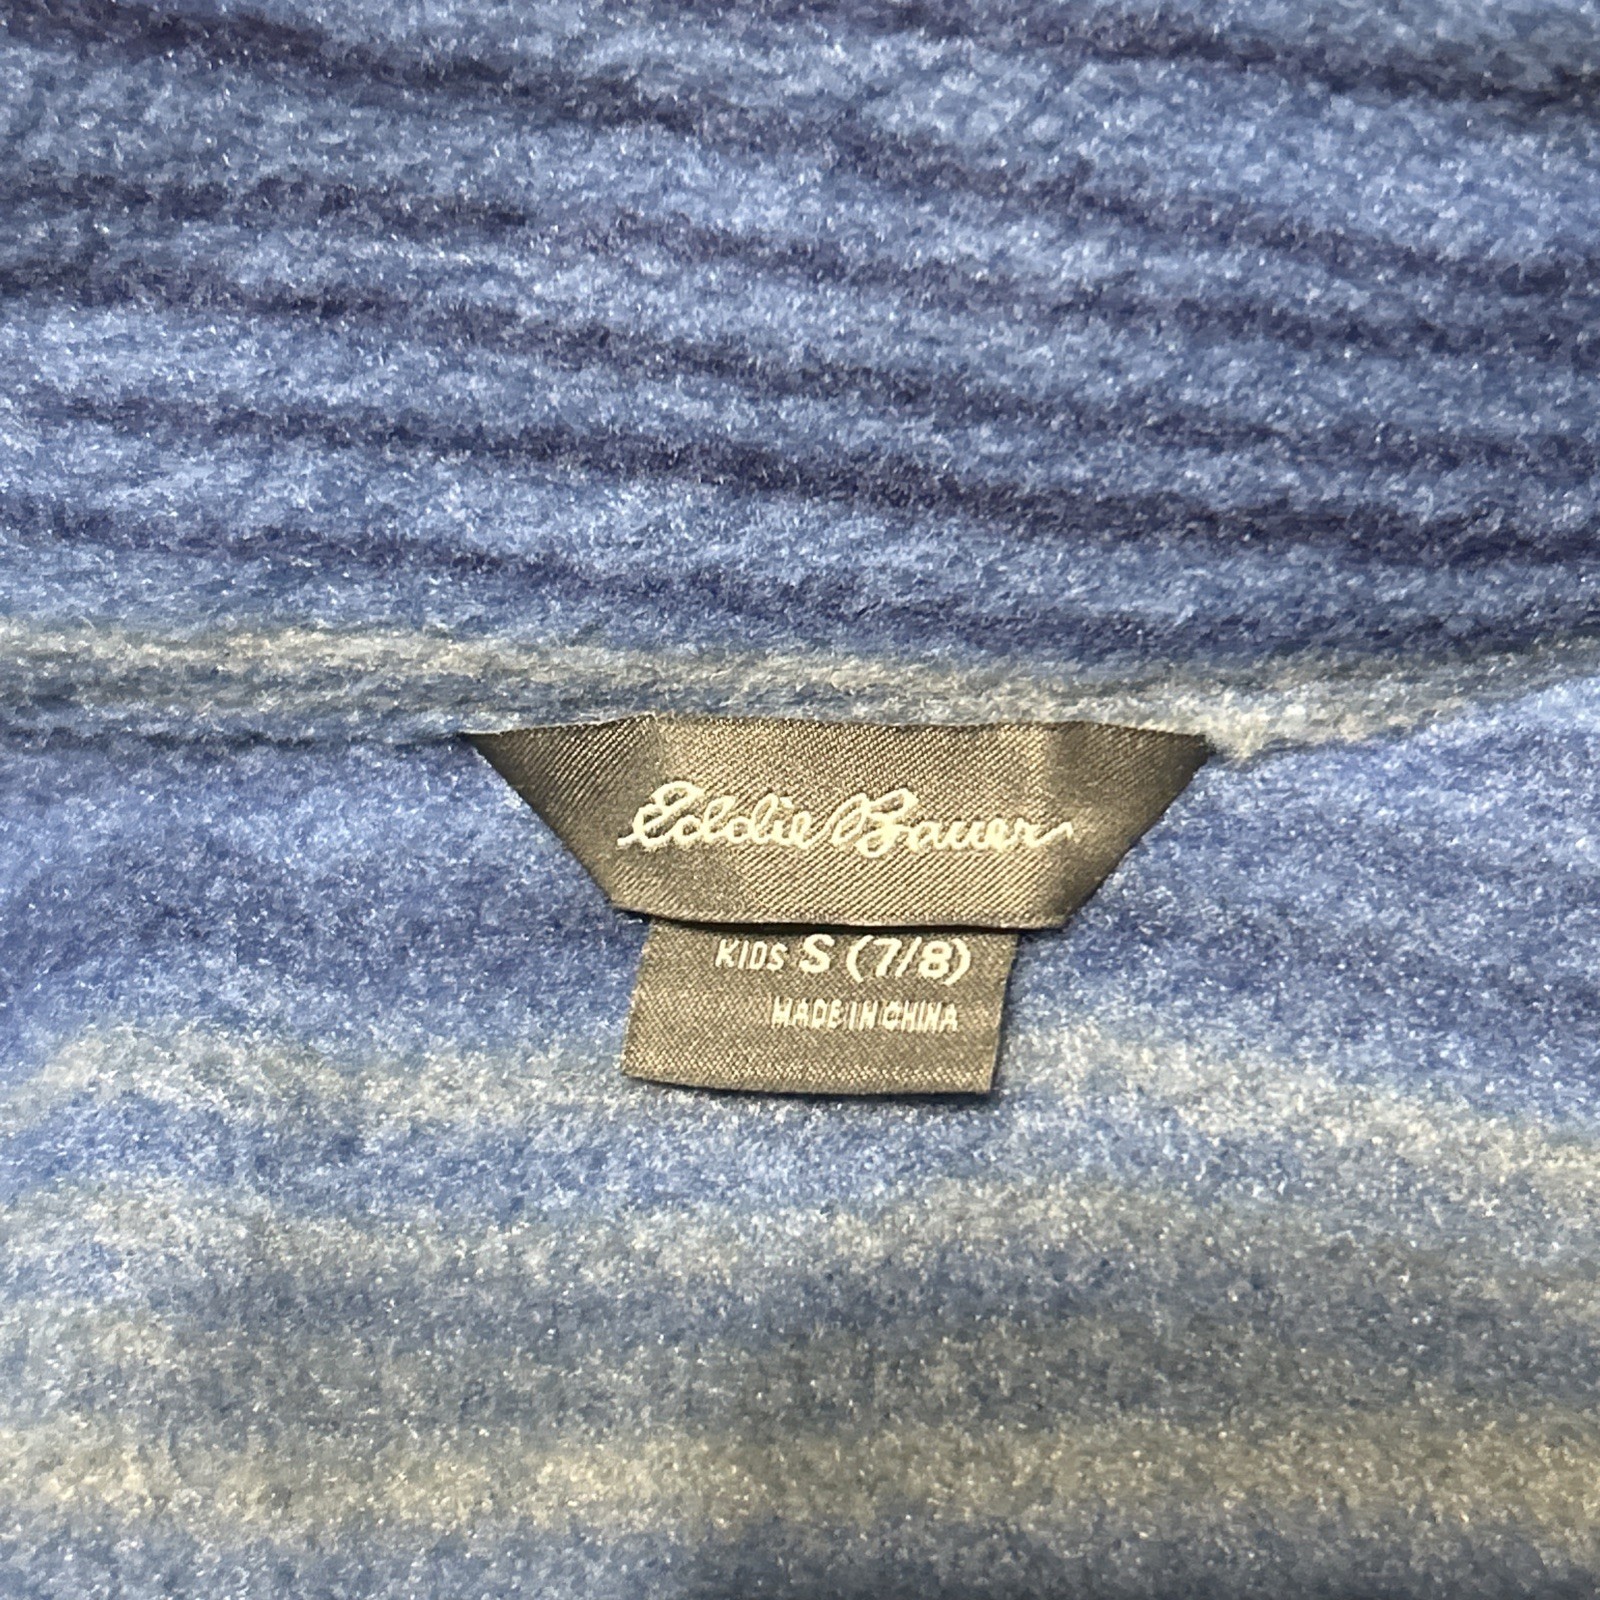 Eddie Bauer
KIDS S (7/8)
MADE IN CHINA